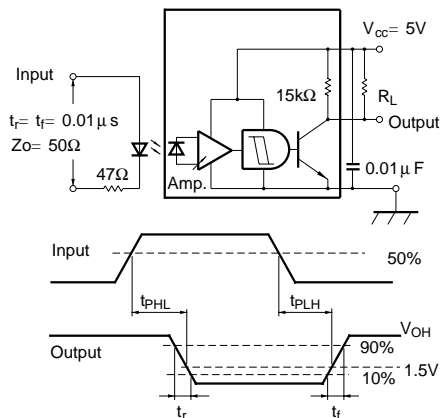 Vcc= 5V
Input
15kΩ
RL
Output
tr= tf= 0.01μs
Zo= 50Ω
47Ω
Amp.
0.01μF
Input
50%
tPHL
tPLH
VOH
Output
90%
1.5V
10%
tr
tf